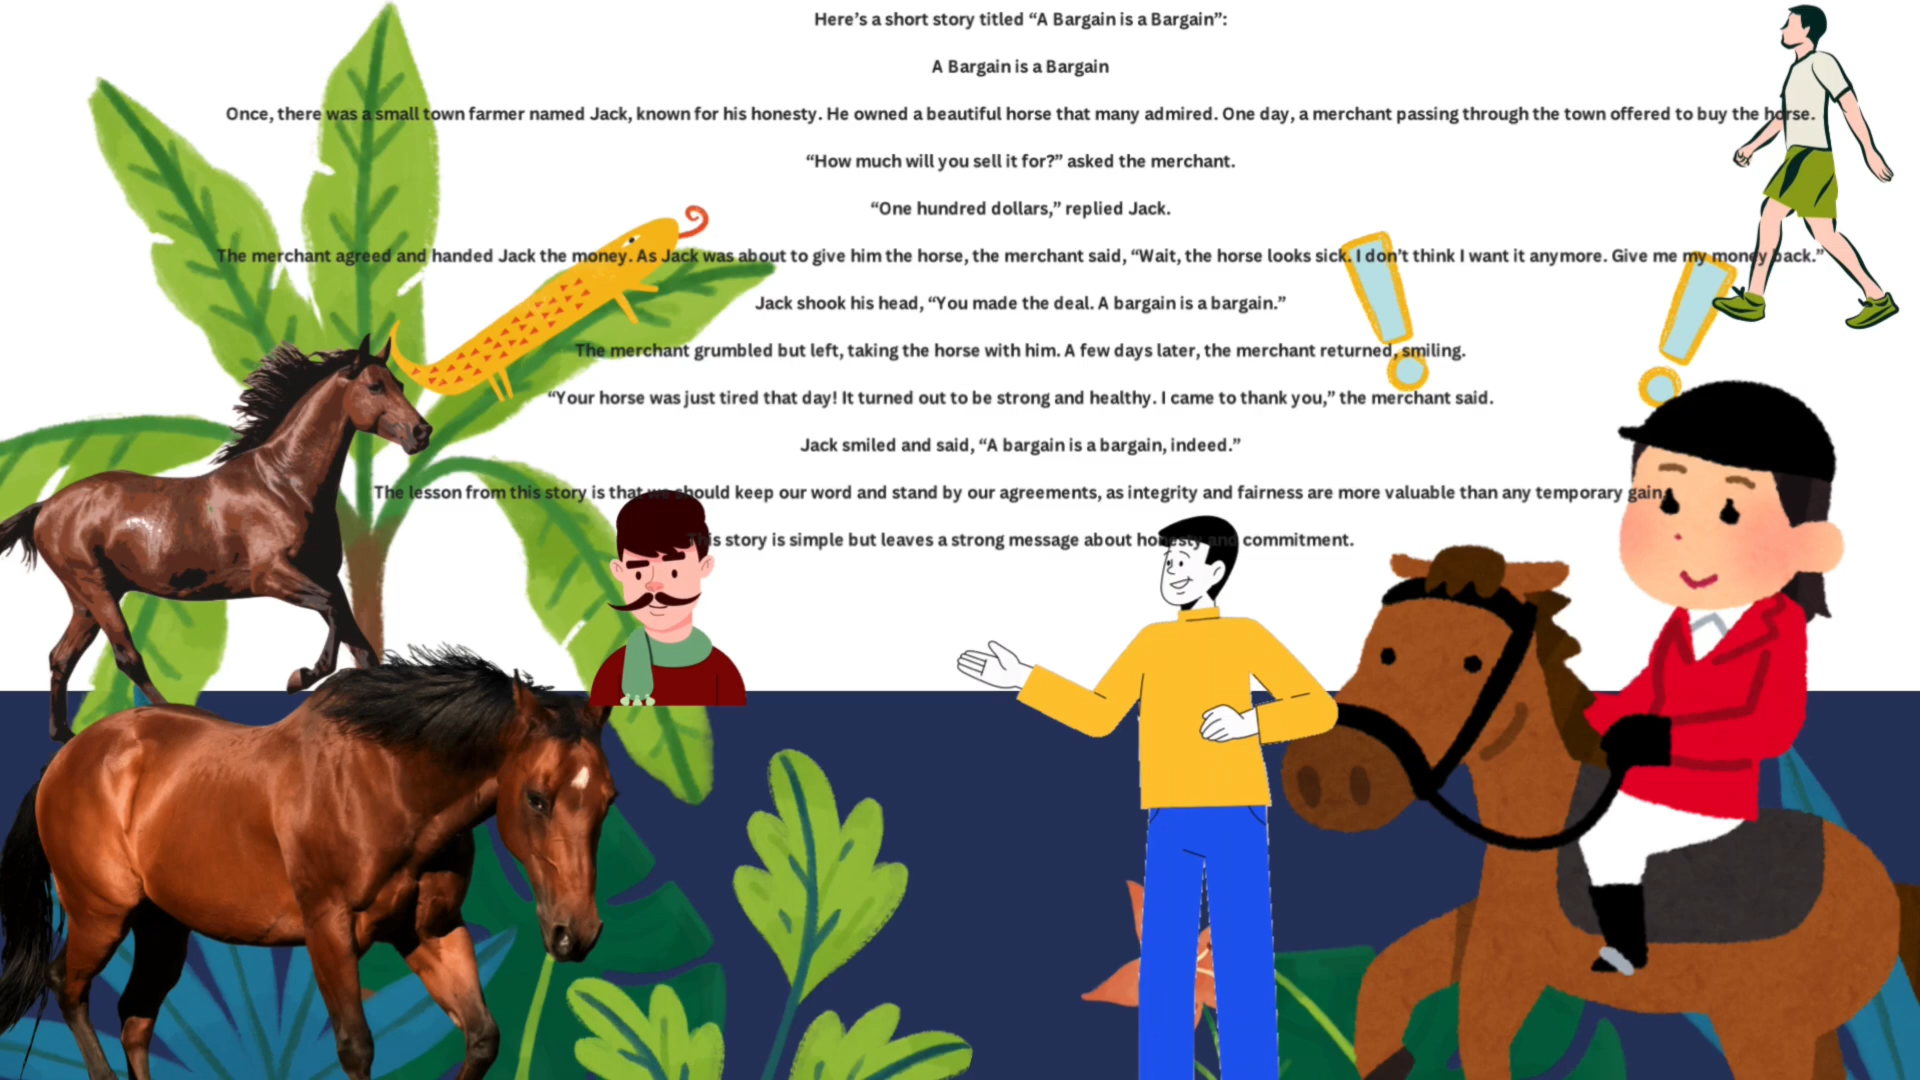 Here’s a short story titled “A Bargain is a Bargain”:
A Bargain is a Bargain
Once, there was a small town farmer named Jack, known for his honesty. He owned a beautiful horse that many admired. One day, a merchant passing through the town offered to buy the horse.
“How much will you sell it for?” asked the merchant.
“One hundred dollars,” replied Jack.
The merchant agreed and handed Jack the money. As Jack was about to give him the horse, the merchant said, “Wait, the horse looks sick. I don’t think I want it anymore. Give me my money back.”
Jack shook his head, “You made the deal. A bargain is a bargain.”
The merchant grumbled but left, taking the horse with him. A few days later, the merchant returned, smiling.
“Your horse was just tired that day! It turned out to be strong and healthy. I came to thank you,” the merchant said.
Jack smiled and said, “A bargain is a bargain, indeed.”
The lesson from this story is that we should keep our word and stand by our agreements, as integrity and fairness are more valuable than any temporary gain.
This story is simple but leaves a strong message about honesty and commitment.